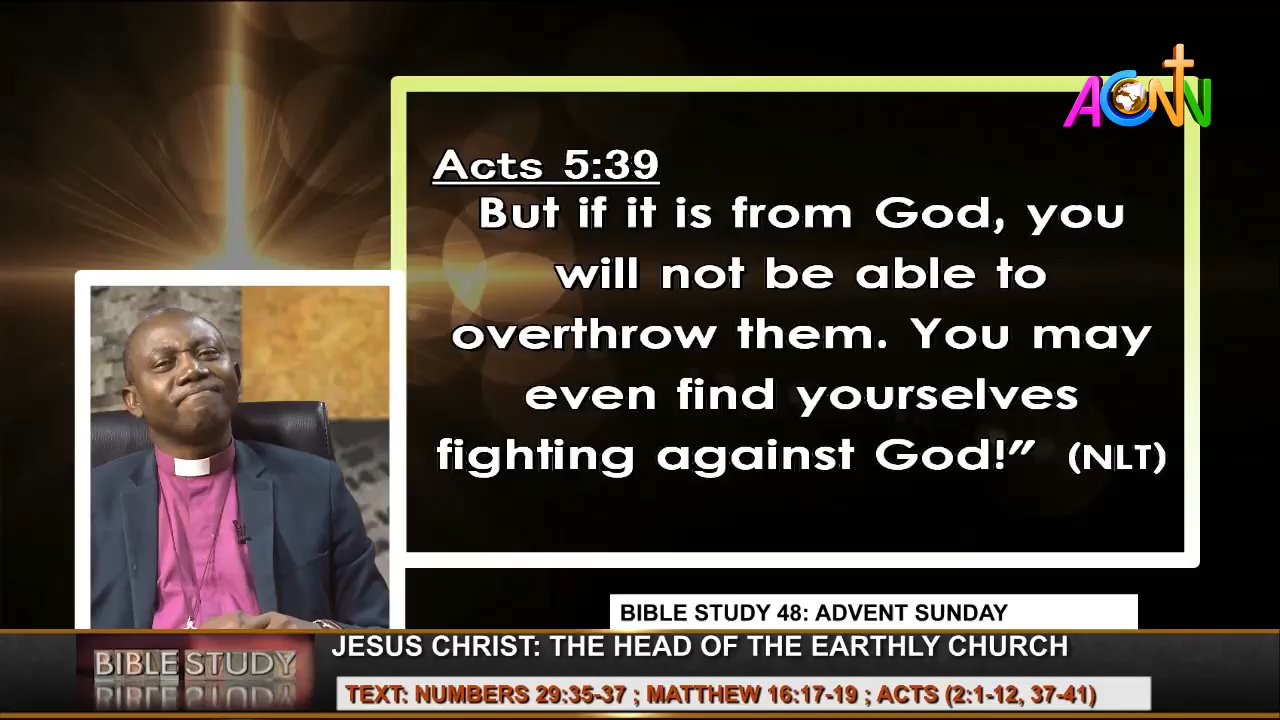 ACNN
Acts 5:39
But if it is from God, you
will not be able to
overthrow them. You may
even find yourselves
fighting against God!” (NLT)
BIBLE STUDY 48: ADVENT SUNDAY
JESUS CHRIST: THE HEAD OF THE EARTHLY CHURCH
BIBLE STUDY
TEXT: NUMBERS 29:35-37 ; MATTHEW 16:17-19 ; ACTS (2:1-12, 37-41)